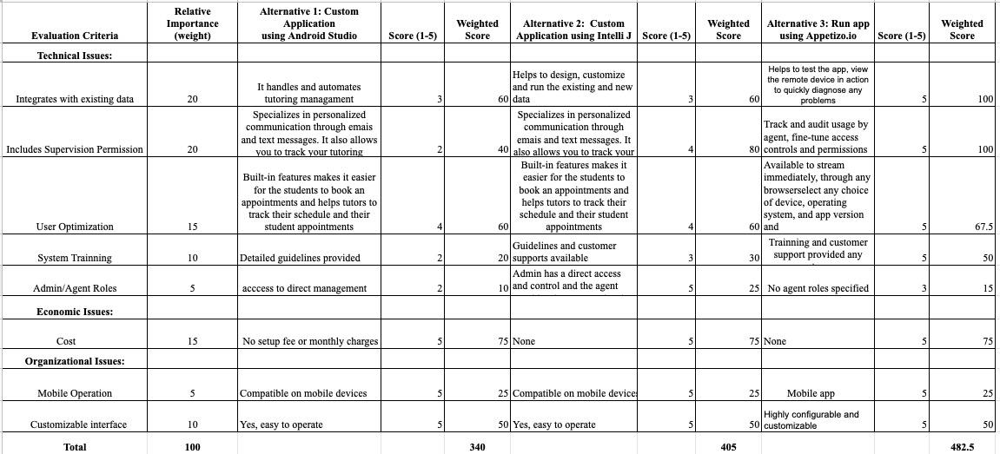 Evaluation Criteria
Relative
Importance
(weight)
Alternative 1: Custom
Application
using Android Studio
Score (1-5)
Weighted
Score
Alternative 2: Custom
Application using Intelli J
Score (1-5)
Weighted
Score
Alternative 3: Run app
using Appetizo.io
Score (1-5)
Weighted
Score
Technical Issues:
Integrates with existing data
20
It handles and automates
tutoring managament
3
60
Helps to design, customize
and run the existing and new
data
3
60
Helps to test the app, view
the remote device in action
to quickly diagnose any
problems
5
100
Includes Supervision Permission
20
Specializes in personalized
communication through emais
and text messages. It also allows
you to track your tutoring
2
40
Specializes in personalized
communication through
emais and text messages. It
also allows you to track your
4
80
Track and audit usage by
agent, fine-tune access
controls and permissions
5
100
User Optimization
15
Built-in features makes it easier
for the students to book an
appointments and helps tutors to
track their schedule and their
student appointments
4
60
Built-in features makes it
easier for the students to
book an appointments and
helps tutors to track their
schedule and their student
appointments
4
60
Available to stream
immediately, through any
browserselect any choice
of device, operating
system, and app version
and
5
67.5
System Trainning
10
Detailed guidelines provided
2
20
Guidelines and customer
supports available
3
30
Trainning and customer
support provided any
5
50
Admin/Agent Roles
5
acccess to direct management
2
10
Admin has a direct access
and control and the agent
5
25
No agent roles specified
3
15
Economic Issues:
Cost
15
No setup fee or monthly charges
5
75
None
5
75
None
5
75
Organizational Issues:
Mobile Operation
5
Compatible on mobile devices
5
25
Compatible on mobile devices
5
25
Mobile app
5
25
Customizable interface
10
Yes, easy to operate
5
50
Yes, easy to operate
5
50
Highly configurable and
customizable
5
50
Total
100
340
405
482.5